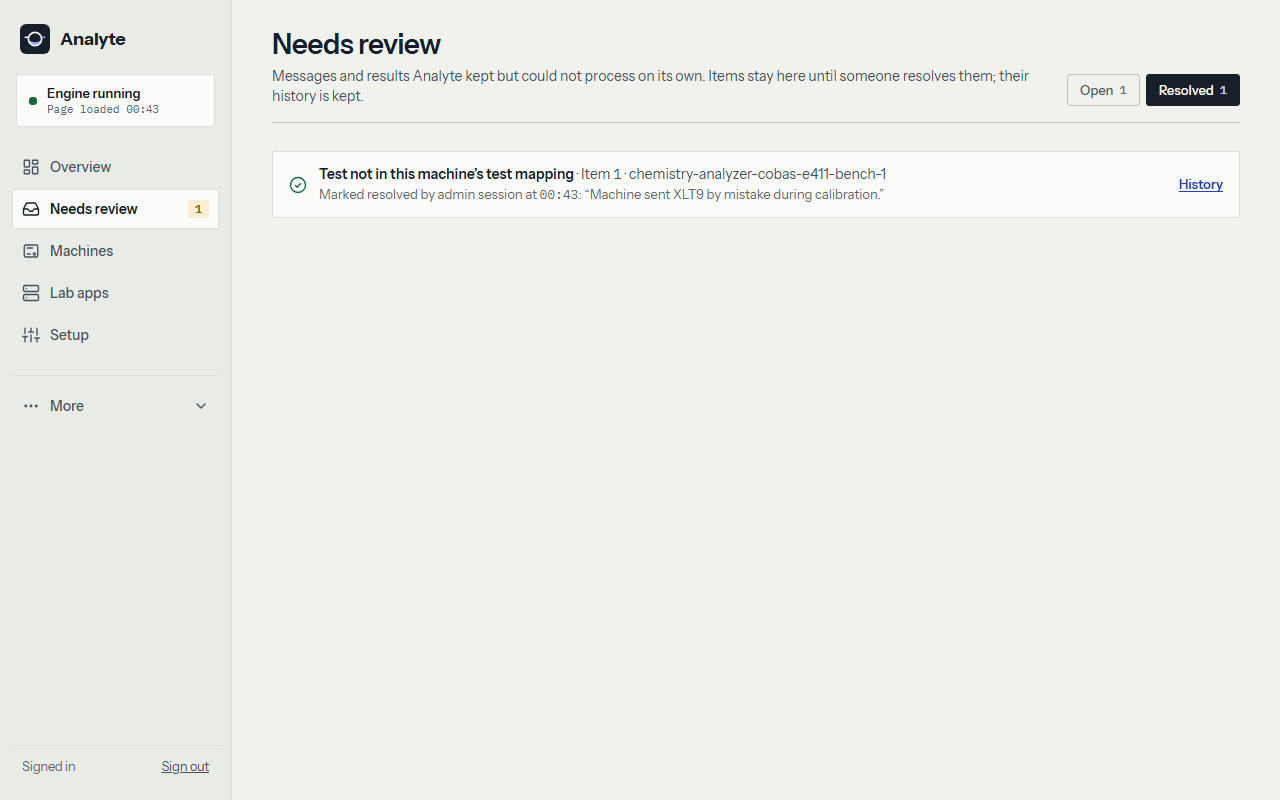 Analyte
Engine running
Page loaded 00:43
Overview
Needs review 1
Machines
Lab apps
Setup
More
Signed in Sign out
Needs review
Messages and results Analyte kept but could not process on its own. Items stay here until someone resolves them; their
history is kept.
Open 1 Resolved 1
Test not in this machine’s test mapping · Item 1 · chemistry-analyzer-cobas-e411-bench-1
Marked resolved by admin session at 00:43: “Machine sent XLT9 by mistake during calibration.”
History